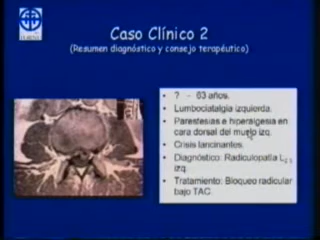 Caso Clínico 2
(Resumen diagnóstico y consejo terapéutico)
• ? - 63 años.
• Lumbociatalgia izquierda.
• Parestesias e hiperalgesia en
cara dorsal del muslo izq.
• Crisis lancinantes.
• Diagnóstico: Radiculopatía
izq.
• Tratamiento: Bloqueo radicular
bajo TAC.